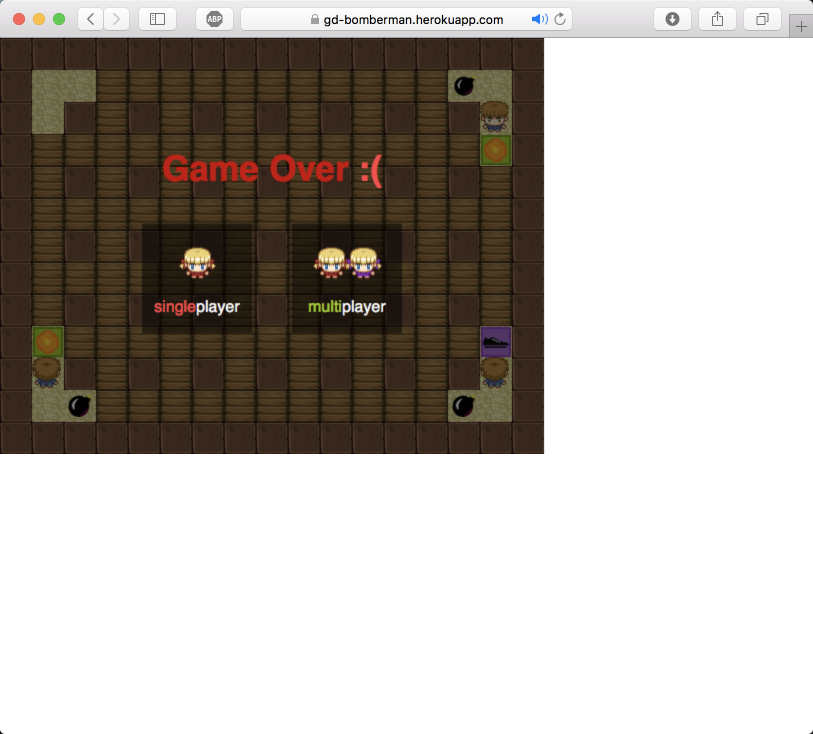 ABP
gd-bomberman.herokuapp.com
Game Over :(
singleplayer
multiplayer